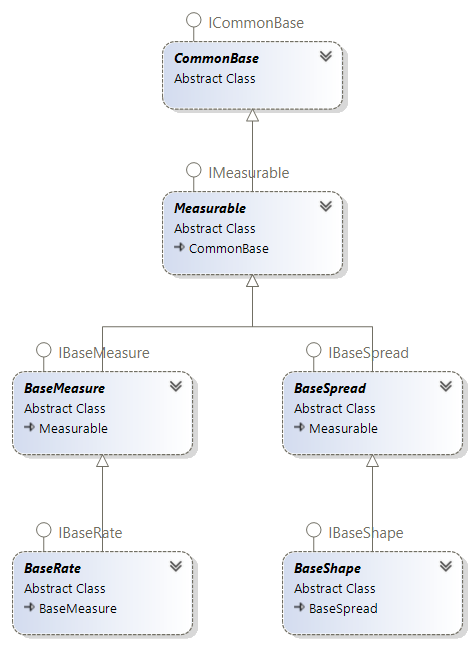 ICommonBase
CommonBase
Abstract Class
IMeasurable
Measurable
Abstract Class
CommonBase
IBaseMeasure
BaseMeasure
Abstract Class
Measurable
IBaseSpread
BaseSpread
Abstract Class
Measurable
IBaseRate
BaseRate
Abstract Class
BaseMeasure
IBaseShape
BaseShape
Abstract Class
BaseSpread